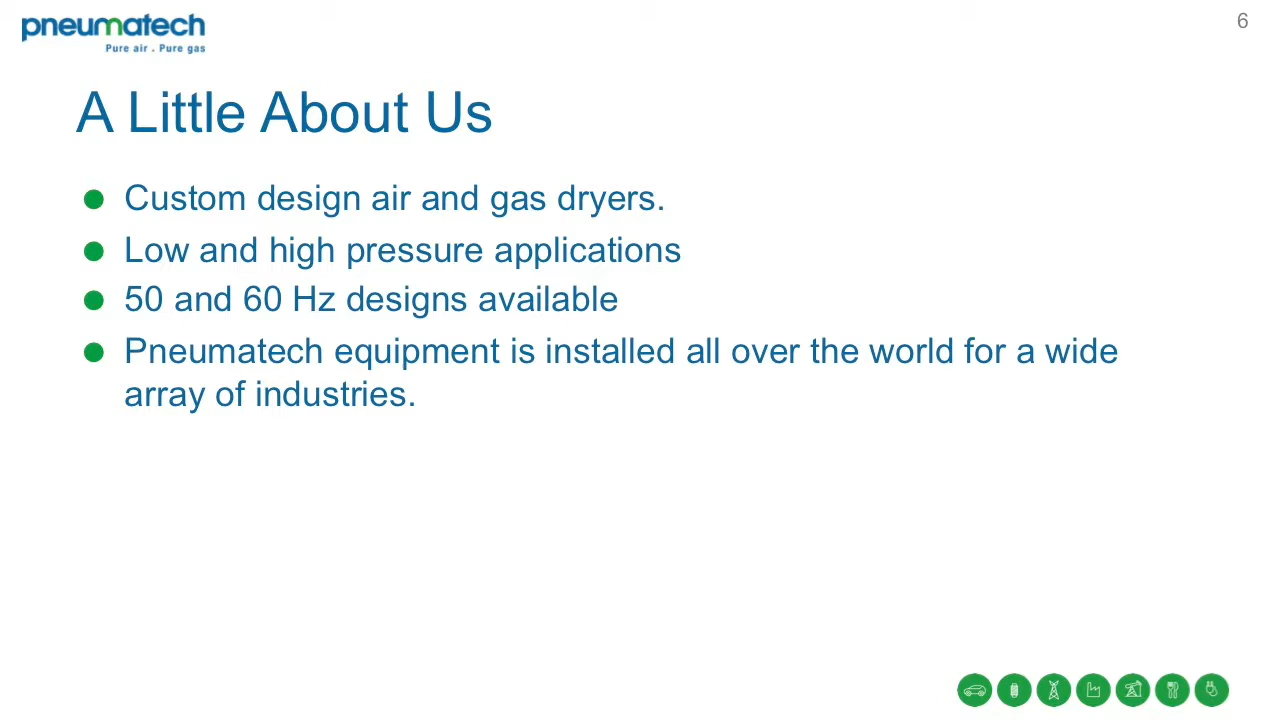 pneumatech
Pure air . Pure gas
6
A Little About Us
Custom design air and gas dryers.
Low and high pressure applications
50 and 60 Hz designs available
Pneumatech equipment is installed all over the world for a wide
array of industries.